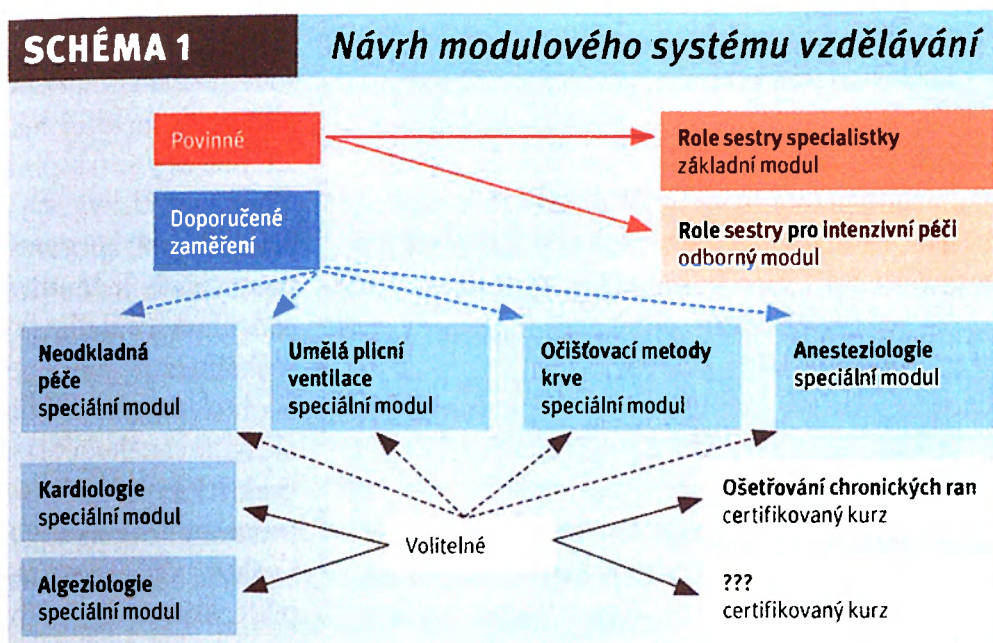 SCHÉMA 1
Návrh modulového systému vzdělávání
Povinné
Role sestry specialistky
základní modul
Doporučené
zaměření
Role sestry pro intenzivní péči
odborný modul
Neodkladná
péče
speciální modul
Umělá plicní
ventilace
speciální modul
Očišťovací metody
krve
speciální modul
Anesteziologie
speciální modul
Kardiologie
speciální modul
Volitelné
Ošetřování chronických ran
certifikovaný kurz
Algeziologie
speciální modul
???
certifikovaný kurz